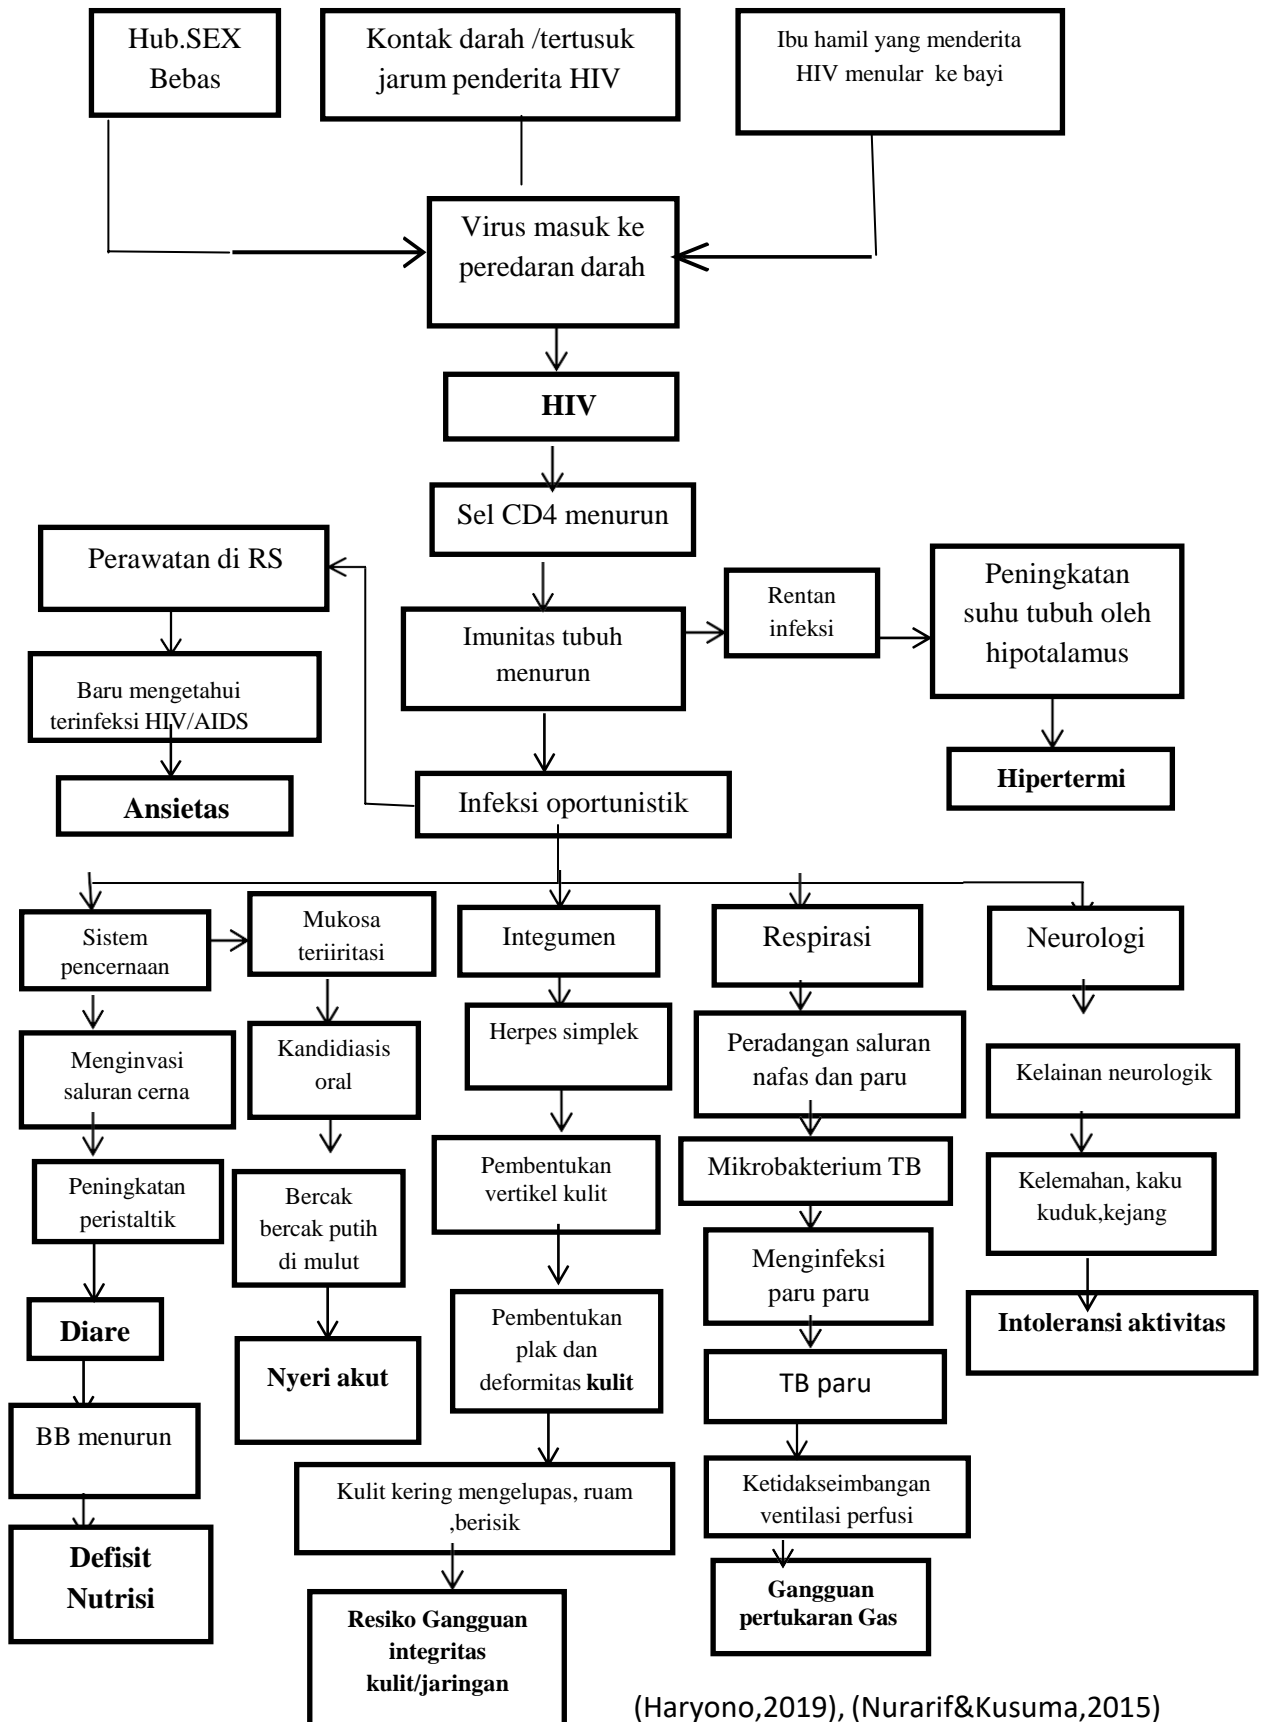 Hub.SEX
Bebas
Kontak darah /tertusuk
jarum penderita HIV
Ibu hamil yang menderita
HIV menular ke bayi
Virus masuk ke
peredaran darah
HIV
Sel CD4 menurun
Perawatan di RS
Rentan
infeksi
Peningkatan
suhu tubuh oleh
hipotalamus
Imunitas tubuh
menurun
Baru mengetahui
terinfeksi HIV/AIDS
Hipertermi
Ansietas
Infeksi oportunistik
Sistem
pencernaan
Mukosa
teriiritasi
Integumen
Respirasi
Neurologi
Menginvasi
saluran cerna
Kandidiasis
oral
Herpes simplek
Peradangan saluran
nafas dan paru
Kelainan neurologik
Peningkatan
peristaltik
Bercak
bercak putih
di mulut
Pembentukan
vertikel kulit
Mikrobakterium TB
Kelemahan, kaku
kuduk,kejang
Menginfeksi
paru paru
Diare
Nyeri akut
Pembentukan
plak dan
deformitas kulit
TB paru
Intoleransi aktivitas
BB menurun
Kulit kering mengelupas, ruam
,berisik
Ketidakseimbangan
ventilasi perfusi
Defisit
Nutrisi
Resiko Gangguan
integritas
kulit/jaringan
Gangguan
pertukaran Gas
(Haryono,2019), (Nurarif&Kusuma,2015)